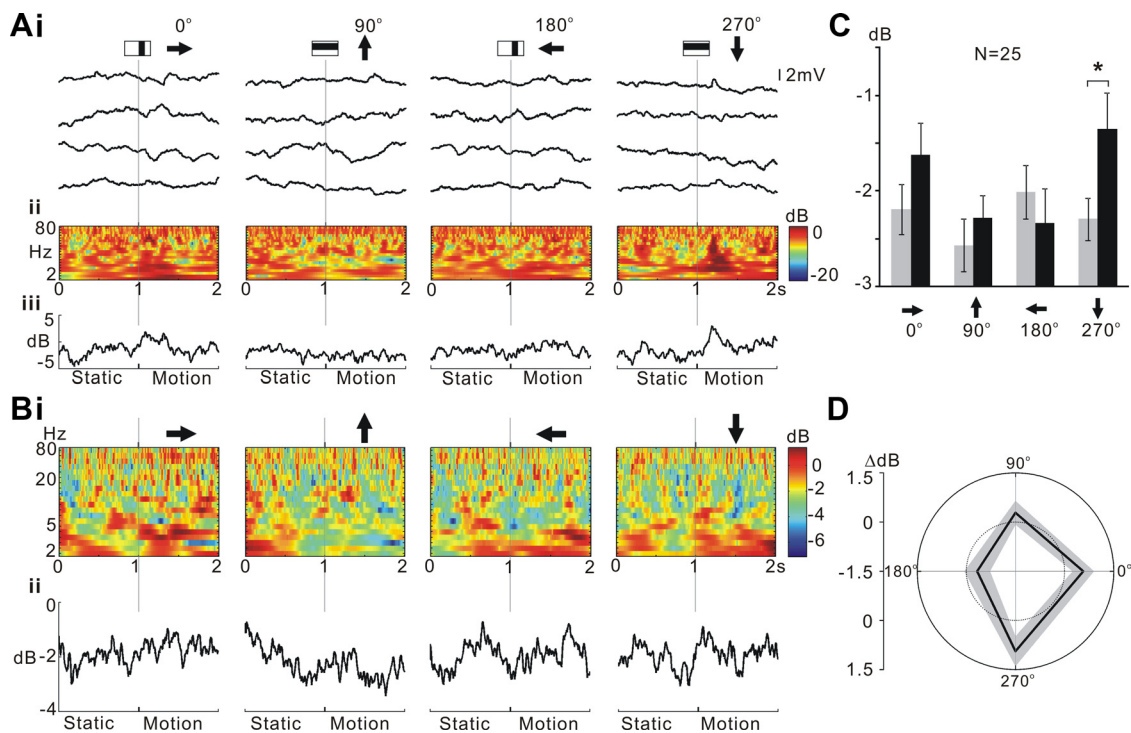 Ai
0°
90°
180°
270°
2mV
ii
80
Hz
2
0 1 2 0 1 2 0 1 2 0 1 2s
dB
0
-20
iii
5
dB
-5
Static Motion Static Motion Static Motion Static Motion
Bi
Hz
80
20
5
2
0 1 2 0 1 2 0 1 2 0 1 2s
dB
0
-2
-4
-6
ii
0
dB
-2
-4
Static Motion Static Motion Static Motion Static Motion
C
dB
N=25
*
-1
-2
-3
0° 90° 180° 270°
D
ΔdB
1.5
0
-1.5
0
1.5
90°
180°
0°
270°